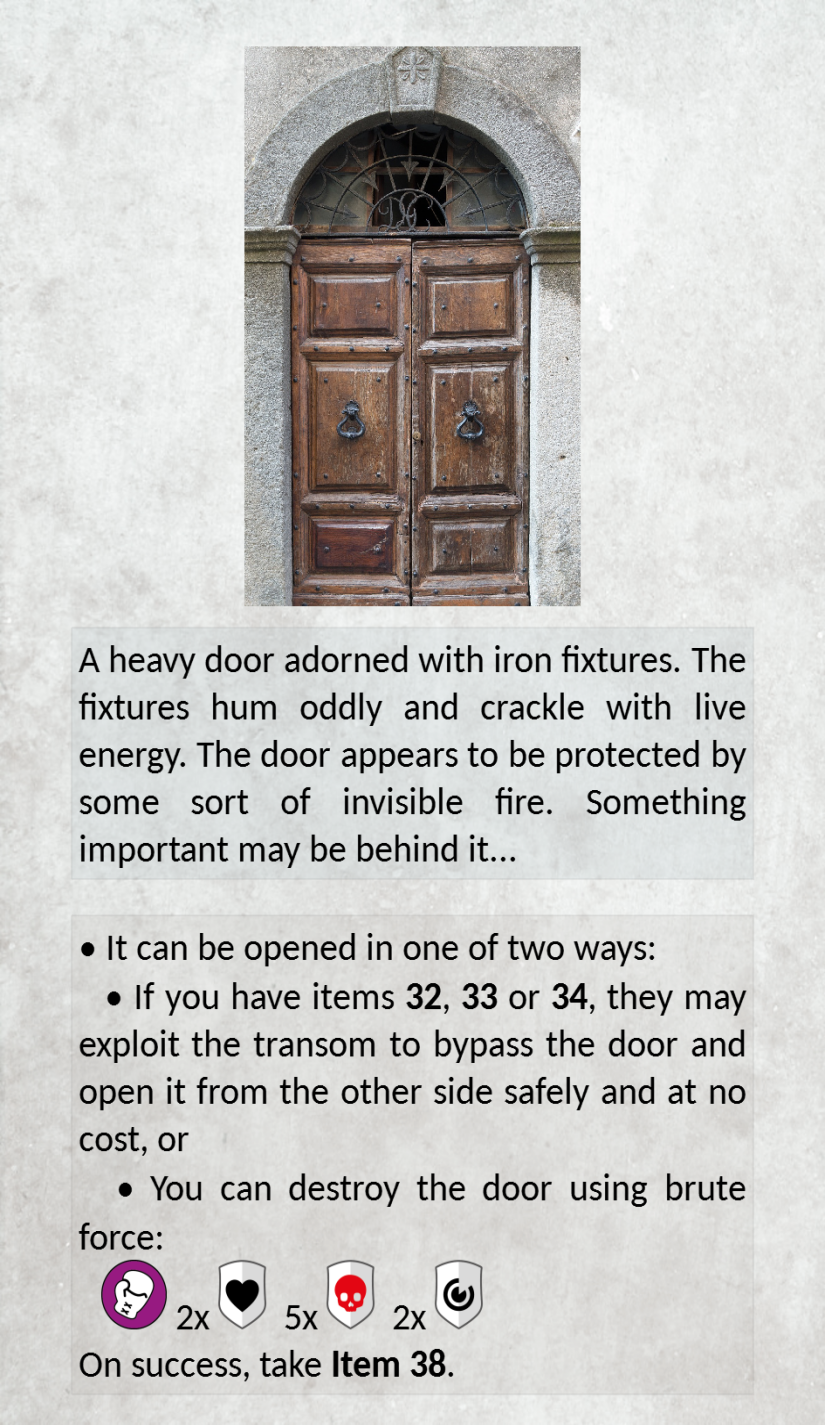 A heavy door adorned with iron fixtures. The
fixtures hum oddly and crackle with live
energy. The door appears to be protected by
some sort of invisible fire. Something
important may be behind it...
• It can be opened in one of two ways:
• If you have items 32, 33 or 34, they may
exploit the transom to bypass the door and
open it from the other side safely and at no
cost, or
• You can destroy the door using brute
force:
2x 5x 2x
On success, take Item 38.